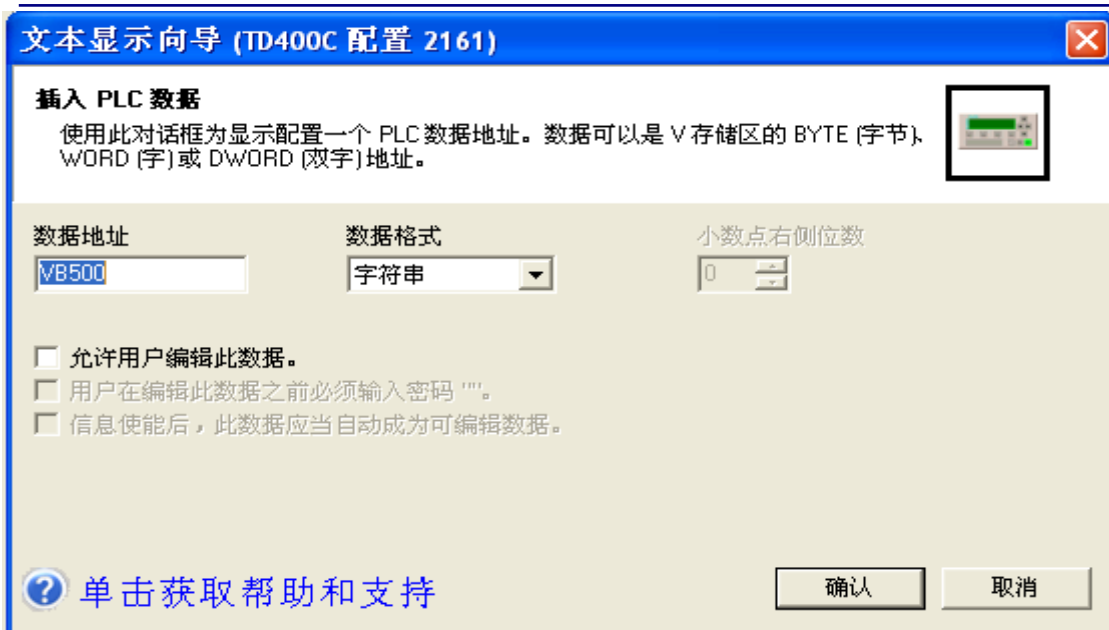 文本显示向导 (TD400C 配置 2161)
插入 PLC 数据
使用此对话框为显示配置一个 PLC 数据地址。数据可以是 V 存储区的 BYTE (字节)、
WORD (字)或 DWORD (双字)地址。
数据地址 数据格式 小数点右侧位数
VB500 字符串 0
允许用户编辑此数据。
用户在编辑此数据之前必须输入密码 ""。
信息使能后，此数据应当自动成为可编辑数据。
单击获取帮助和支持 确认 取消